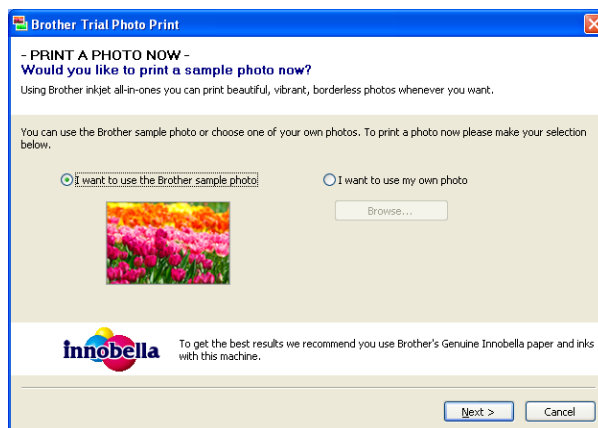 Brother Trial Photo Print
- PRINT A PHOTO NOW -
Would you like to print a sample photo now?
Using Brother inkjet all-in-ones you can print beautiful, vibrant, borderless photos whenever you want.
You can use the Brother sample photo or choose one of your own photos. To print a photo now please make your selection
below.
I want to use the Brother sample photo
I want to use my own photo
Browse...
innobella
To get the best results we recommend you use Brother's Genuine Innobella paper and inks
with this machine.
Next >
Cancel